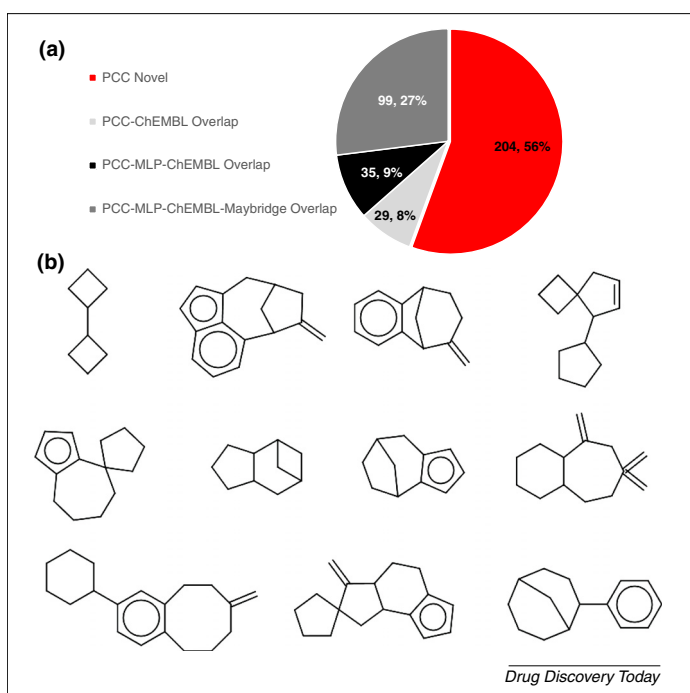 (a)
PCC Novel
PCC-ChEMBL Overlap
PCC-MLP-ChEMBL Overlap
PCC-MLP-ChEMBL-Maybridge Overlap
99, 27%
204, 56%
35, 9%
29, 8%
(b)
Drug Discovery Today